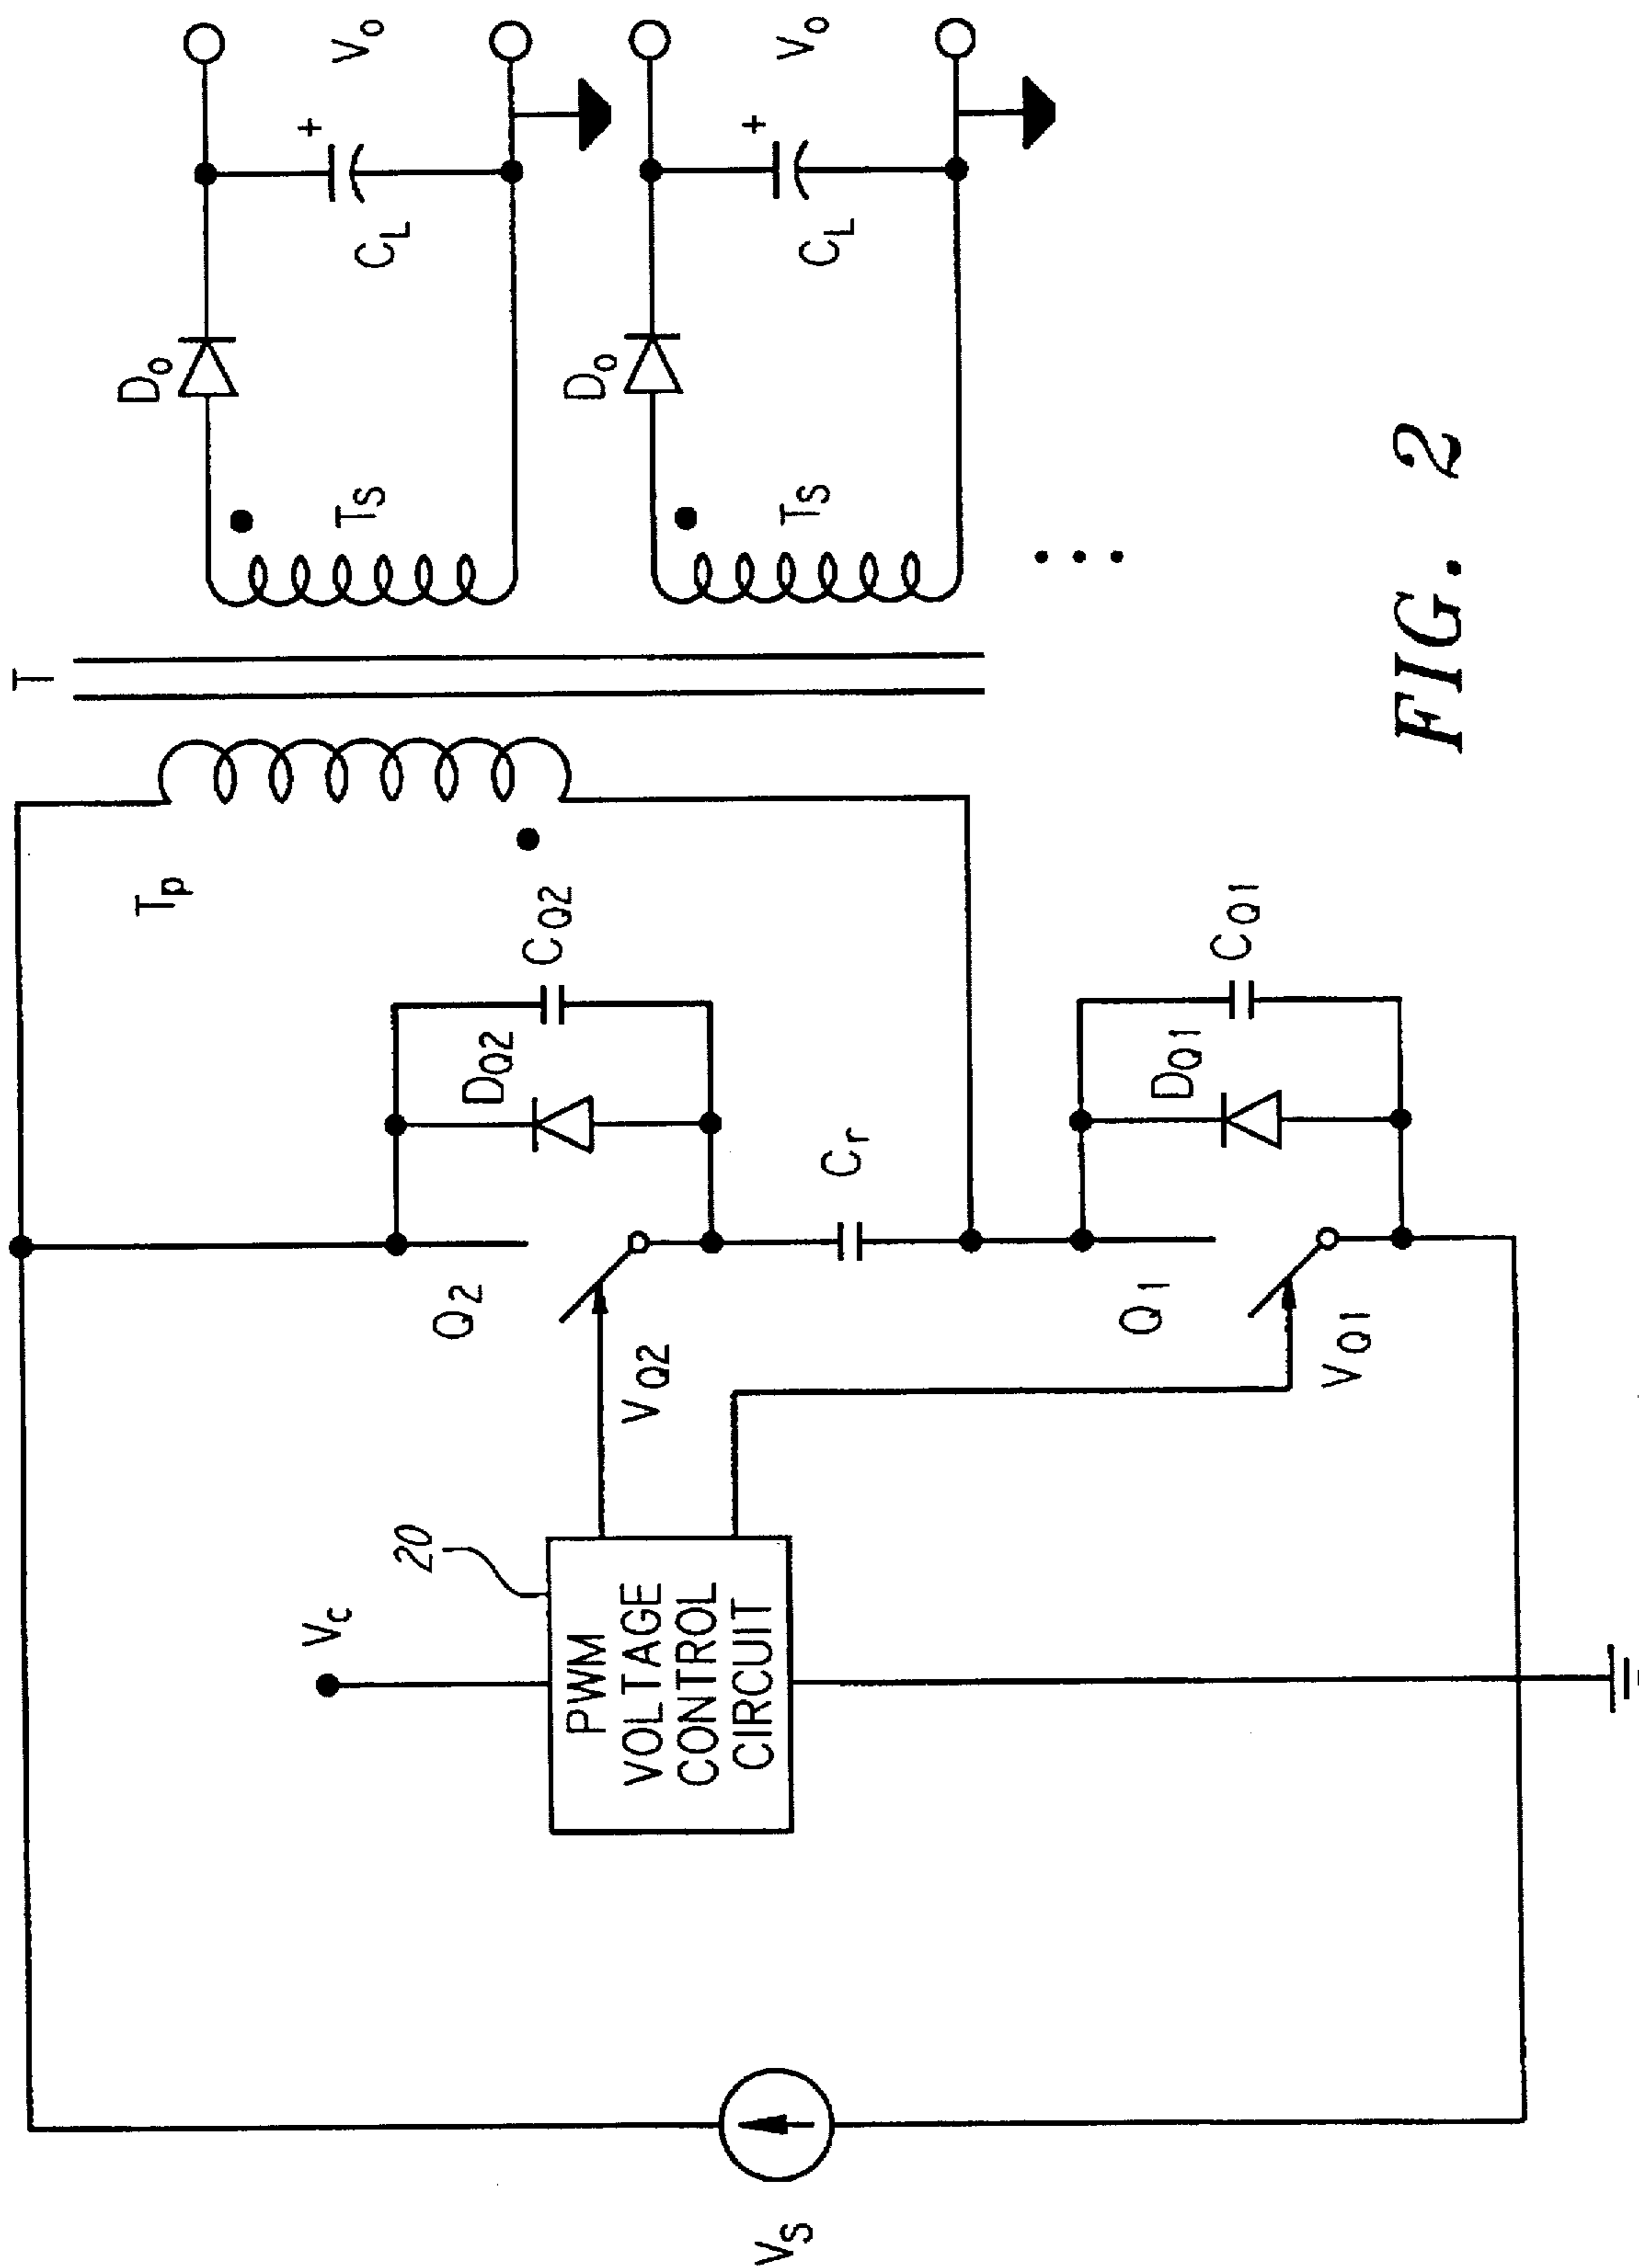 T
Tp
Do
TS
CL
+
Vo
Do
TS
CL
+
Vo
Q2
DQ2
CQ2
VQ2
Cr
Q1
DQ1
CQ1
VQ1
Vc
20
PWM
VOLTAGE
CONTROL
CIRCUIT
VS
FIG. 2